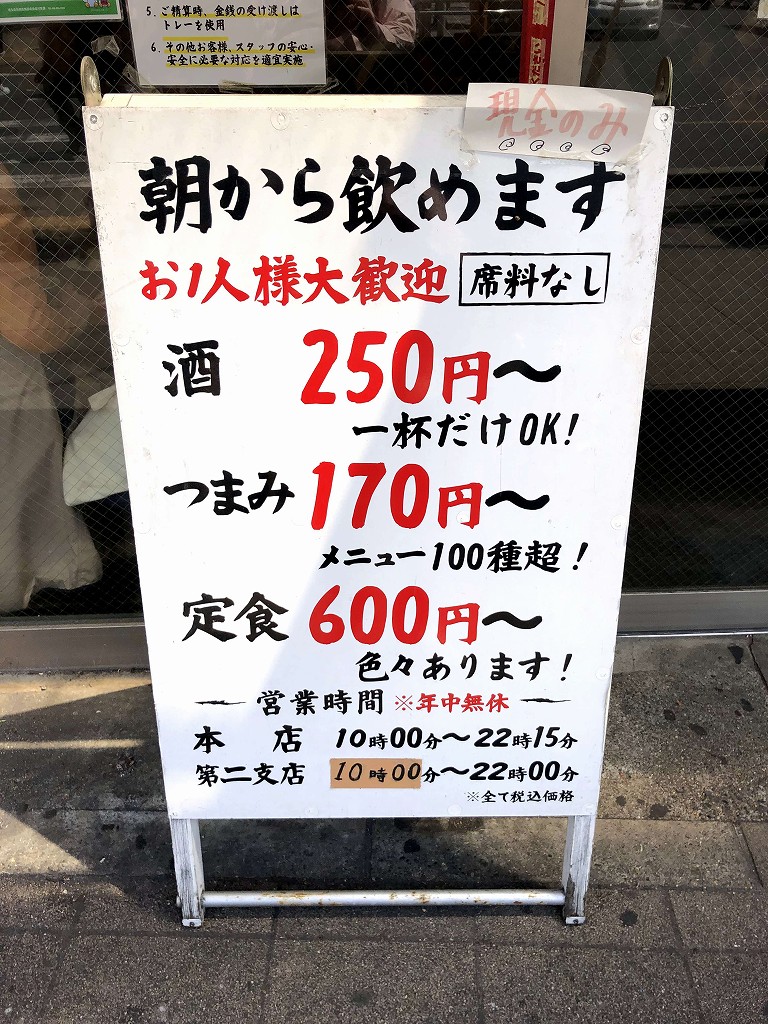 5. ご精算時、金銭の受け渡しは
トレーを使用
6. その他お客様、スタッフの安心・
安全に必要な対応を適宜実施
現金のみ
朝から飲めます
お1人様大歓迎 席料なし
酒 250円〜
一杯だけOK!
つまみ 170円〜
メニュー100種超!
定食 600円〜
色々あります!
営業時間 ※年中無休
本店 10時00分〜22時15分
第二支店 10時00分〜22時00分
※全て税込価格